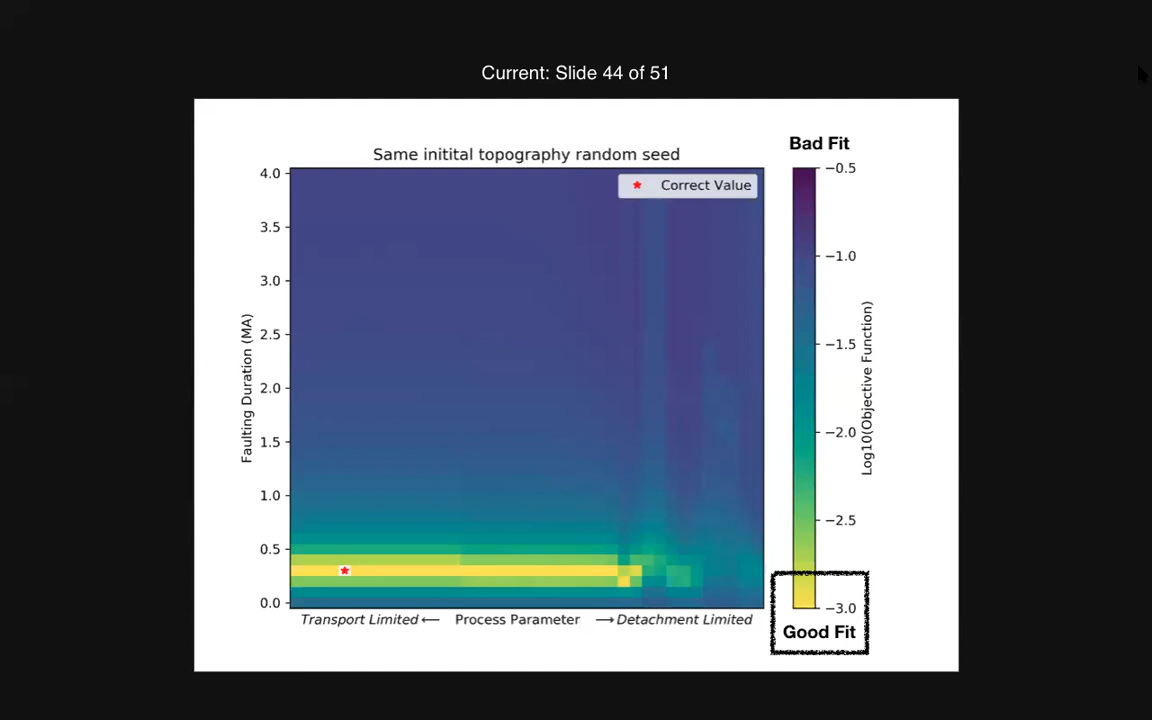 Current: Slide 44 of 51
Bad Fit
Same initital topography random seed
Correct Value
4.0
3.5
3.0
2.5
2.0
1.5
1.0
0.5
0.0
Faulting Duration (MA)
Transport Limited ← Process Parameter → Detachment Limited
−0.5
−1.0
−1.5
−2.0
−2.5
−3.0
Log10(Objective Function)
Good Fit